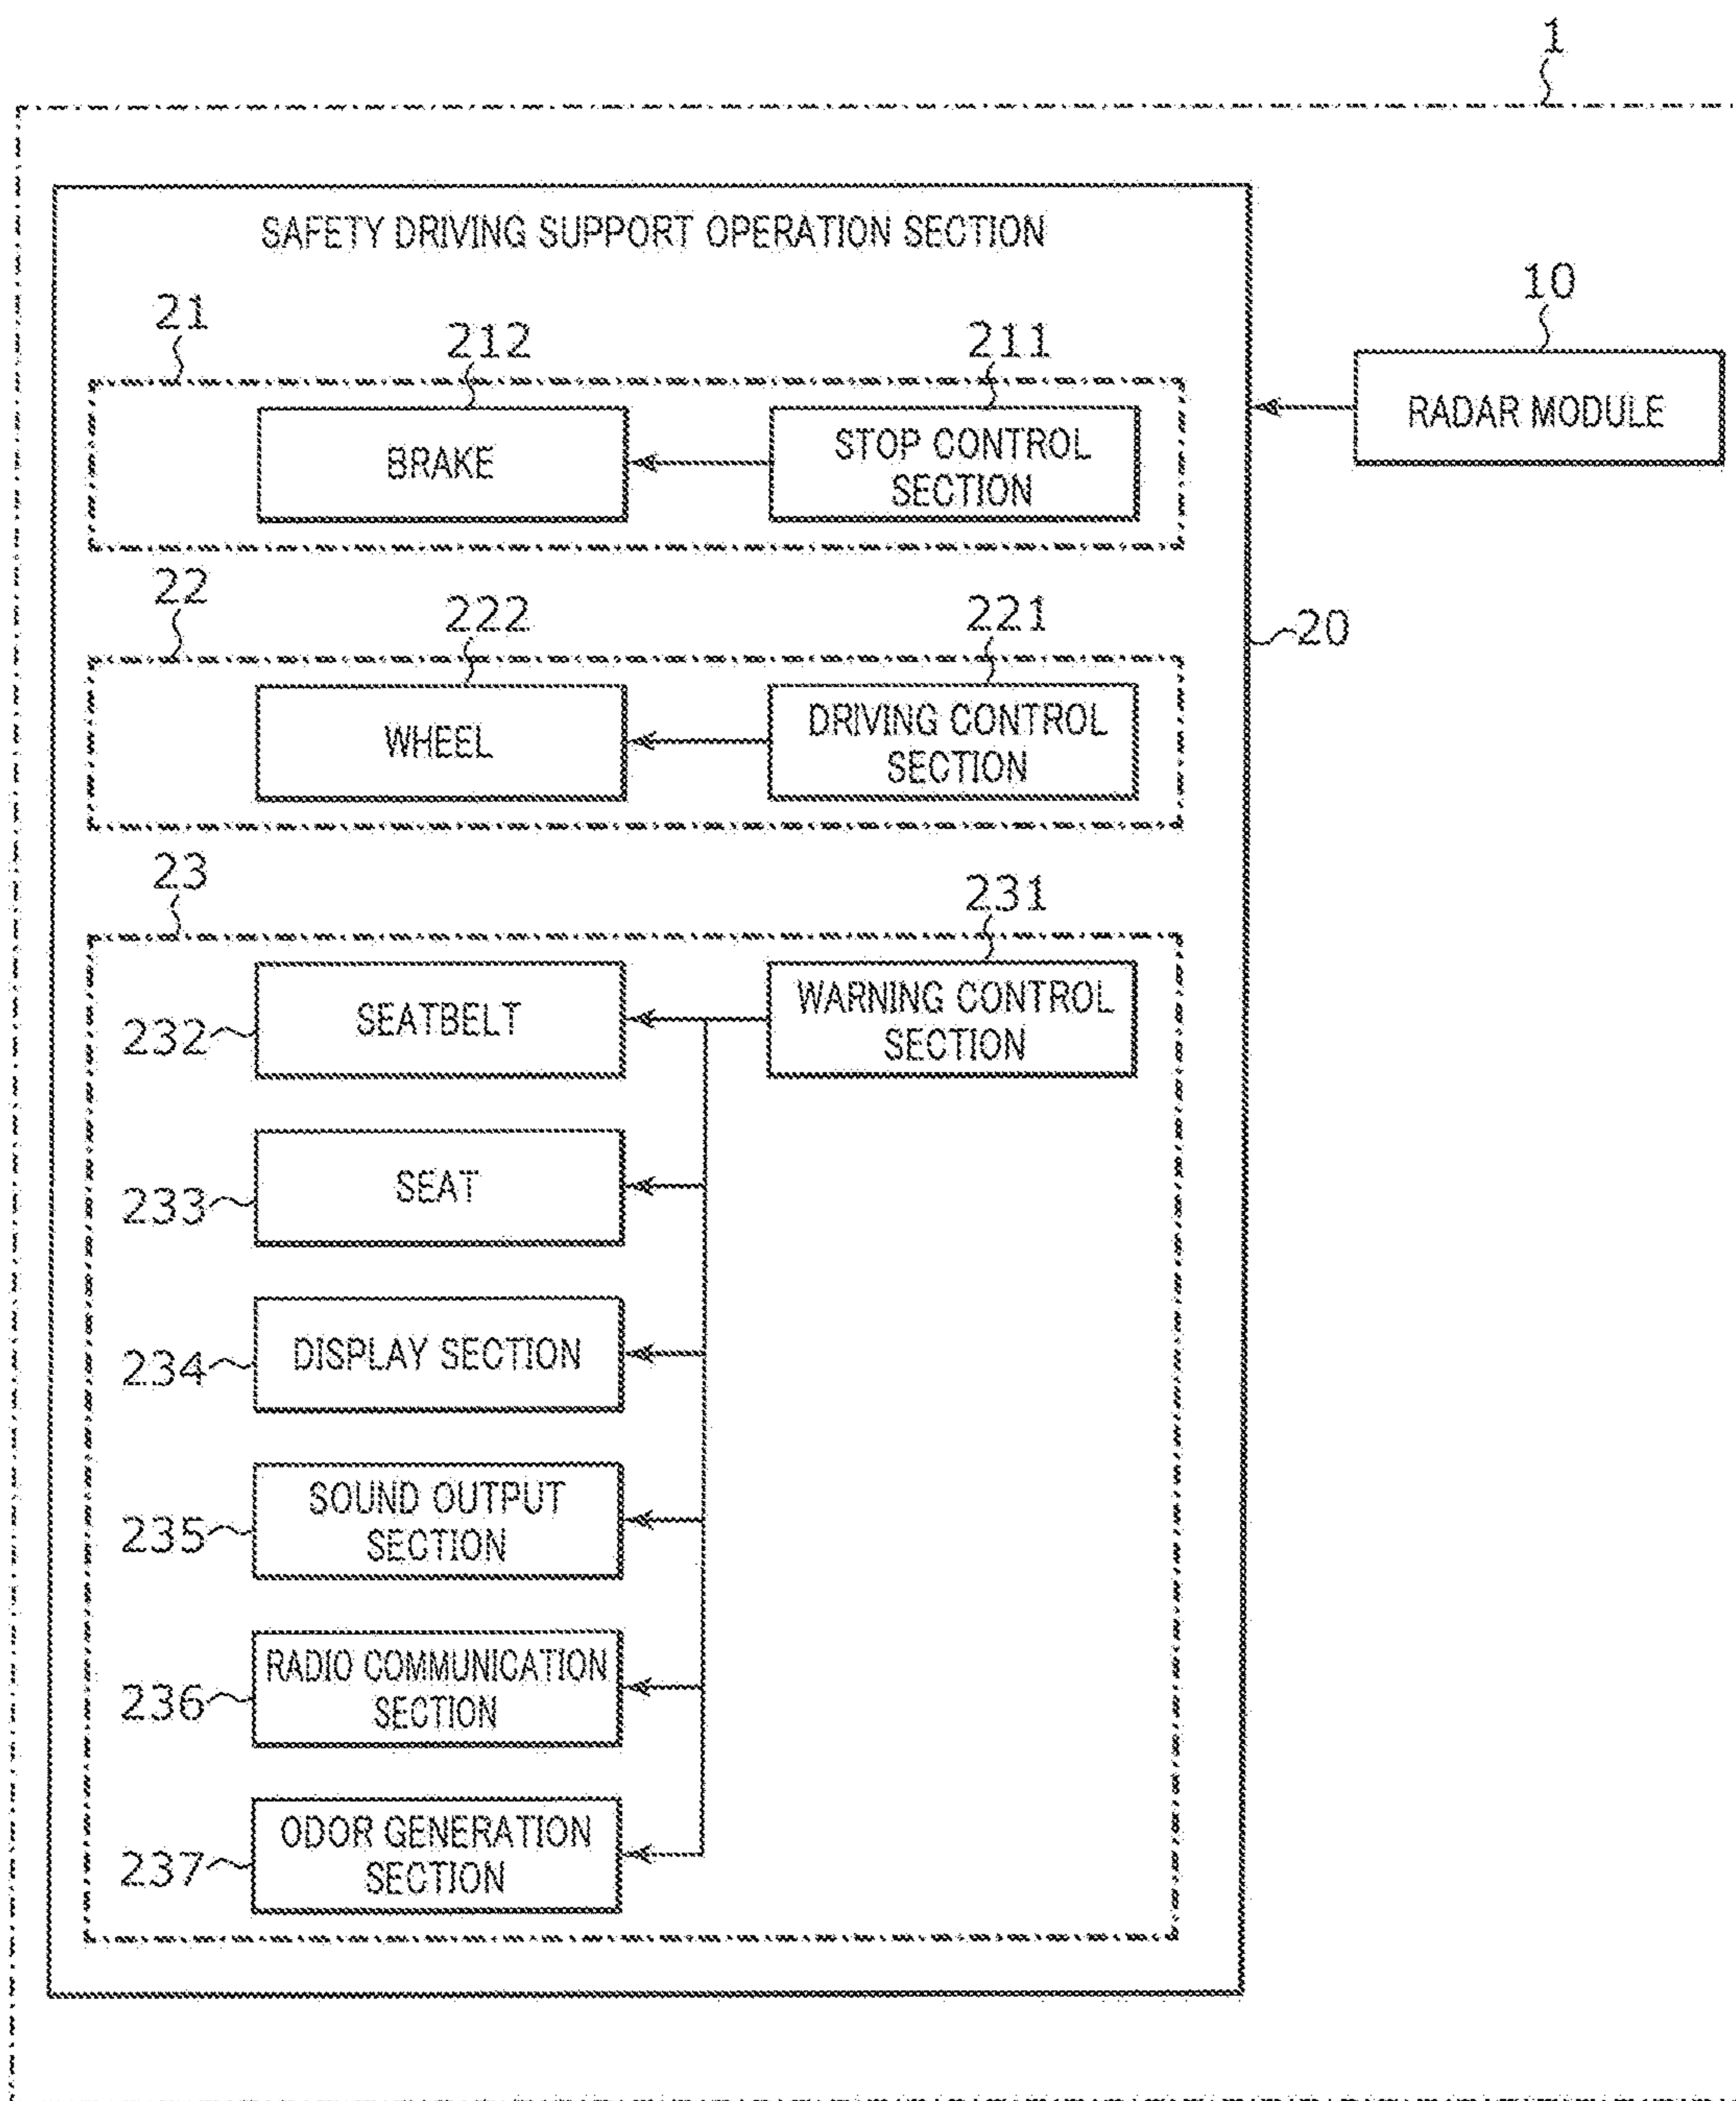 1
SAFETY DRIVING SUPPORT OPERATION SECTION
10
RADAR MODULE
21
212
211
BRAKE
STOP CONTROL
SECTION
22
222
221
20
WHEEL
DRIVING CONTROL
SECTION
23
231
232
SEATBELT
WARNING CONTROL
SECTION
233
SEAT
234
DISPLAY SECTION
235
SOUND OUTPUT
SECTION
236
RADIO COMMUNICATION
SECTION
237
ODOR GENERATION
SECTION